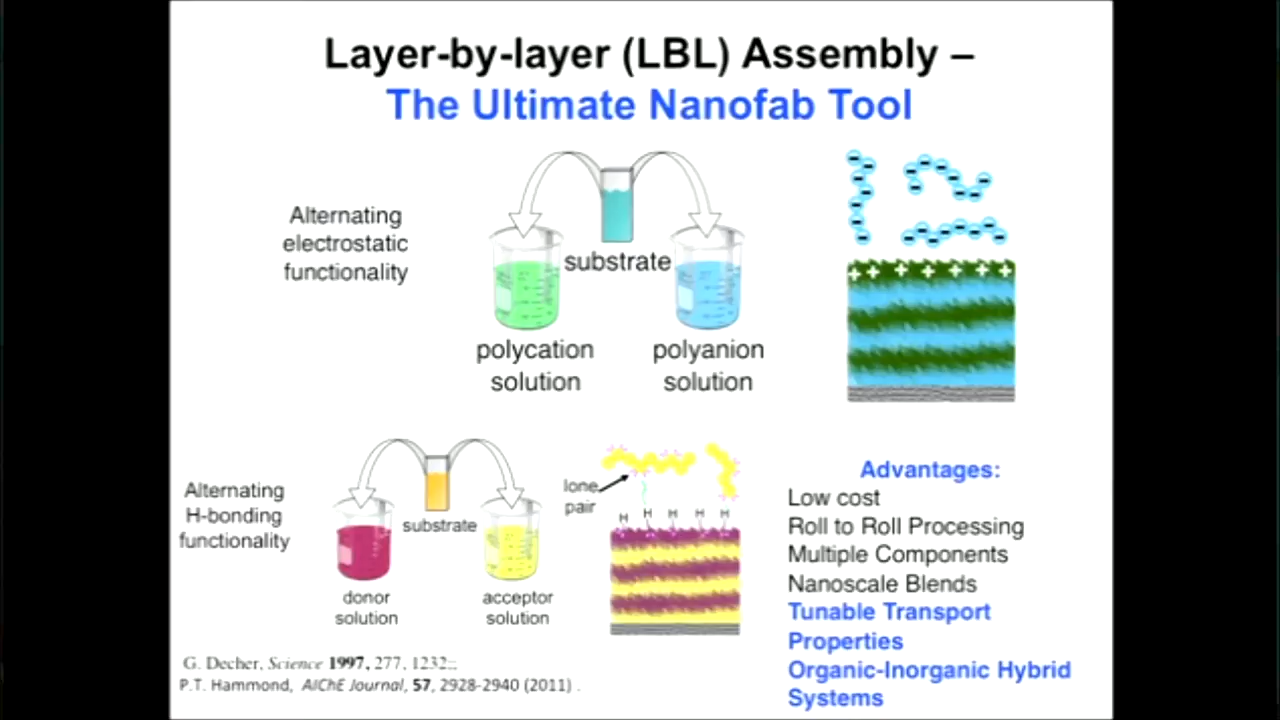 Layer-by-layer (LBL) Assembly –
The Ultimate Nanofab Tool
Alternating
electrostatic
functionality
substrate
polycation
solution
polyanion
solution
+ + + + + + +
Alternating
H-bonding
functionality
substrate
donor
solution
acceptor
solution
lone
pair
H H H H H
Advantages:
Low cost
Roll to Roll Processing
Multiple Components
Nanoscale Blends
Tunable Transport
Properties
Organic-Inorganic Hybrid
Systems
G. Decher, Science 1997, 277, 1232
P.T. Hammond, AIChE Journal, 57, 2928-2940 (2011) .